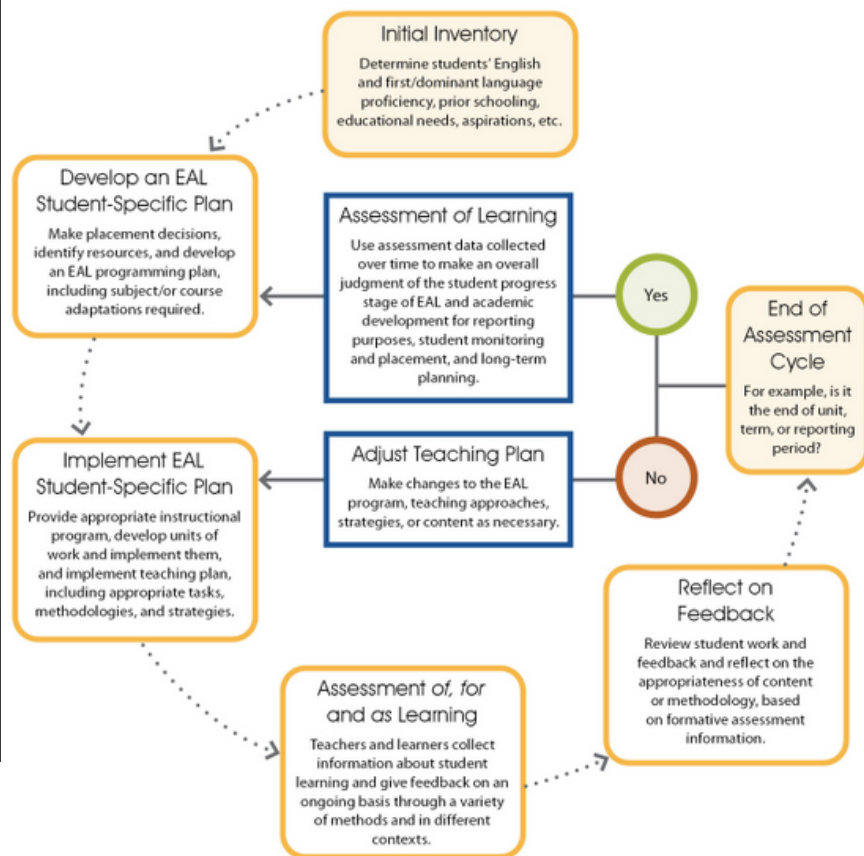 Initial Inventory
Determine students' English
and first/dominant language
proficiency, prior schooling,
educational needs, aspirations, etc.
Develop an EAL
Student-Specific Plan
Make placement decisions,
identify resources, and develop
an EAL programming plan,
including subject/or course
adaptations required.
Assessment of Learning
Use assessment data collected
over time to make an overall
judgment of the student progress
stage of EAL and academic
development for reporting
purposes, student monitoring
and placement, and long-term
planning.
Yes
End of
Assessment
Cycle
For example, is it
the end of unit,
term, or reporting
period?
Implement EAL
Student-Specific Plan
Provide appropriate instructional
program, develop units of
work and implement them,
and implement teaching plan,
including appropriate tasks,
methodologies, and strategies.
Adjust Teaching Plan
Make changes to the EAL
program, teaching approaches,
strategies, or content as necessary.
No
Assessment of, for
and as Learning
Teachers and learners collect
information about student
learning and give feedback on an
ongoing basis through a variety
of methods and in different
contexts.
Reflect on
Feedback
Review student work and
feedback and reflect on the
appropriateness of content
or methodology, based
on formative assessment
information.